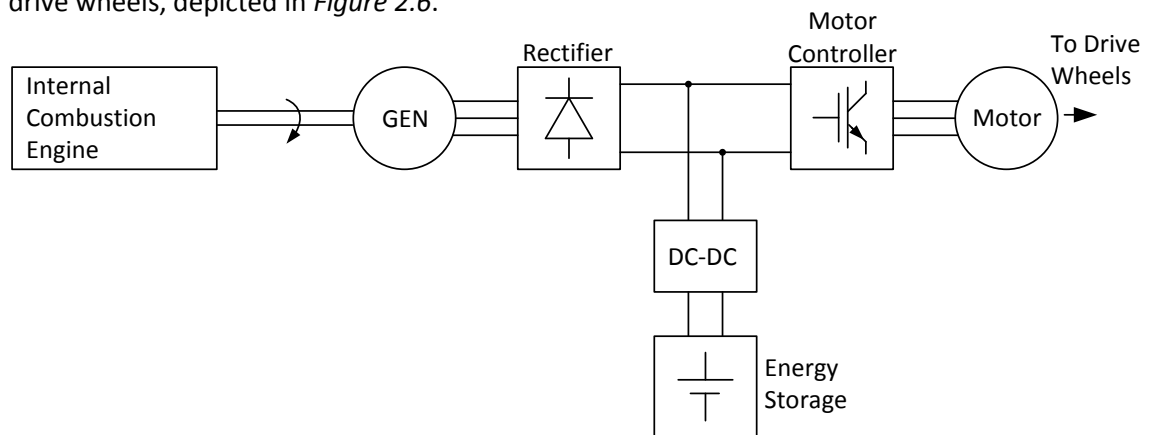 drive wheels, depicted in Figure 2.6.
Motor
Controller
Rectifier
To Drive
Wheels
Internal
Combustion
Engine
GEN
Motor
DC-DC
Energy
Storage